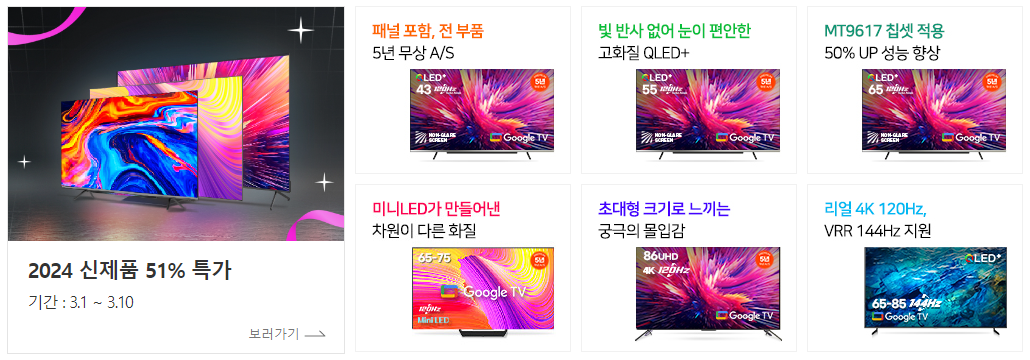 2024 신제품 51% 특가
기간 : 3.1 ~ 3.10
보러가기
패널 포함, 전 부품
5년 무상 A/S
QLED+
43 120Hz
5년
NON-GLARE
SCREEN
Google TV
빛 반사 없어 눈이 편안한
고화질 QLED+
QLED+
55 120Hz
5년
NON-GLARE
SCREEN
Google TV
MT9617 칩셋 적용
50% UP 성능 향상
QLED+
65 120Hz
5년
NON-GLARE
SCREEN
Google TV
미니LED가 만들어낸
차원이 다른 화질
65-75
5년
Google TV
120Hz
Mini LED
초대형 크기로 느끼는
궁극의 몰입감
86UHD
4K 120Hz
5년
Google TV
리얼 4K 120Hz,
VRR 144Hz 지원
QLED+
65-85 144Hz
Google TV